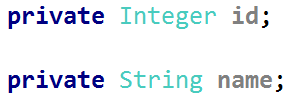 private Integer id;
private String name;